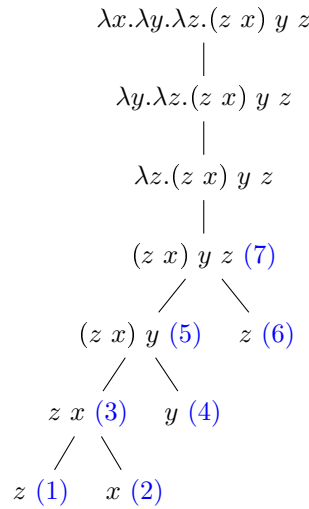 λx.λy.λz.(z x) y z
λy.λz.(z x) y z
λz.(z x) y z
(z x) y z (7)
(z x) y (5) z (6)
z x (3) y (4)
z (1) x (2)